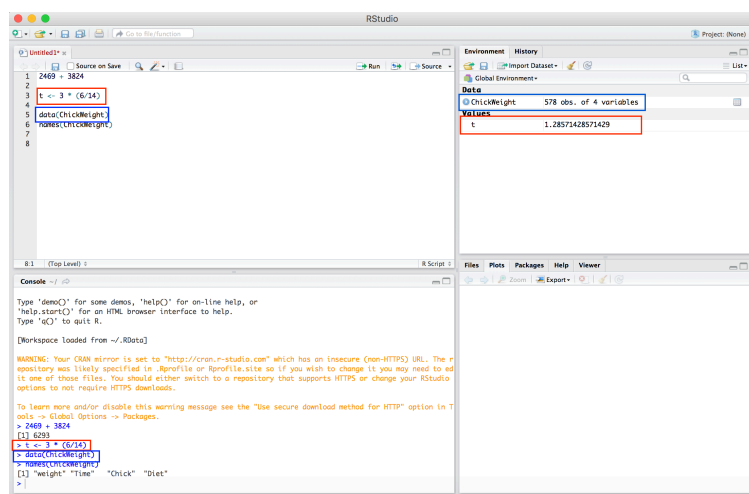 RStudio
Go to file/function
Project: (None)
Untitled1*
Source on Save
Run
Source
1 2469 + 3824
2
3 t <- 3 * (6/14)
4
5 data(ChickWeight)
6 names(ChickWeight)
7
8
8:1 (Top Level)
R Script
Console ~/
Type 'demo()' for some demos, 'help()' for on-line help, or
'help.start()' for an HTML browser interface to help.
Type 'q()' to quit R.
[Workspace loaded from ~/.RData]
WARNING: Your CRAN mirror is set to "http://cran.r-studio.com" which has an insecure (non-HTTPS) URL. The r
epository was likely specified in .Rprofile or Rprofile.site so if you wish to change it you may need to ed
it one of those files. You should either switch to a repository that supports HTTPS or change your RStudio
options to not require HTTPS downloads.
To learn more and/or disable this warning message see the "Use secure download method for HTTP" option in T
ools -> Global Options -> Packages.
> 2469 + 3824
[1] 6293
> t <- 3 * (6/14)
> data(ChickWeight)
> names(ChickWeight)
[1] "weight" "Time" "Chick" "Diet"
>
Environment History
Import Dataset
List
Global Environment
Data
ChickWeight 578 obs. of 4 variables
Values
t 1.28571428571429
Files Plots Packages Help Viewer
Zoom Export